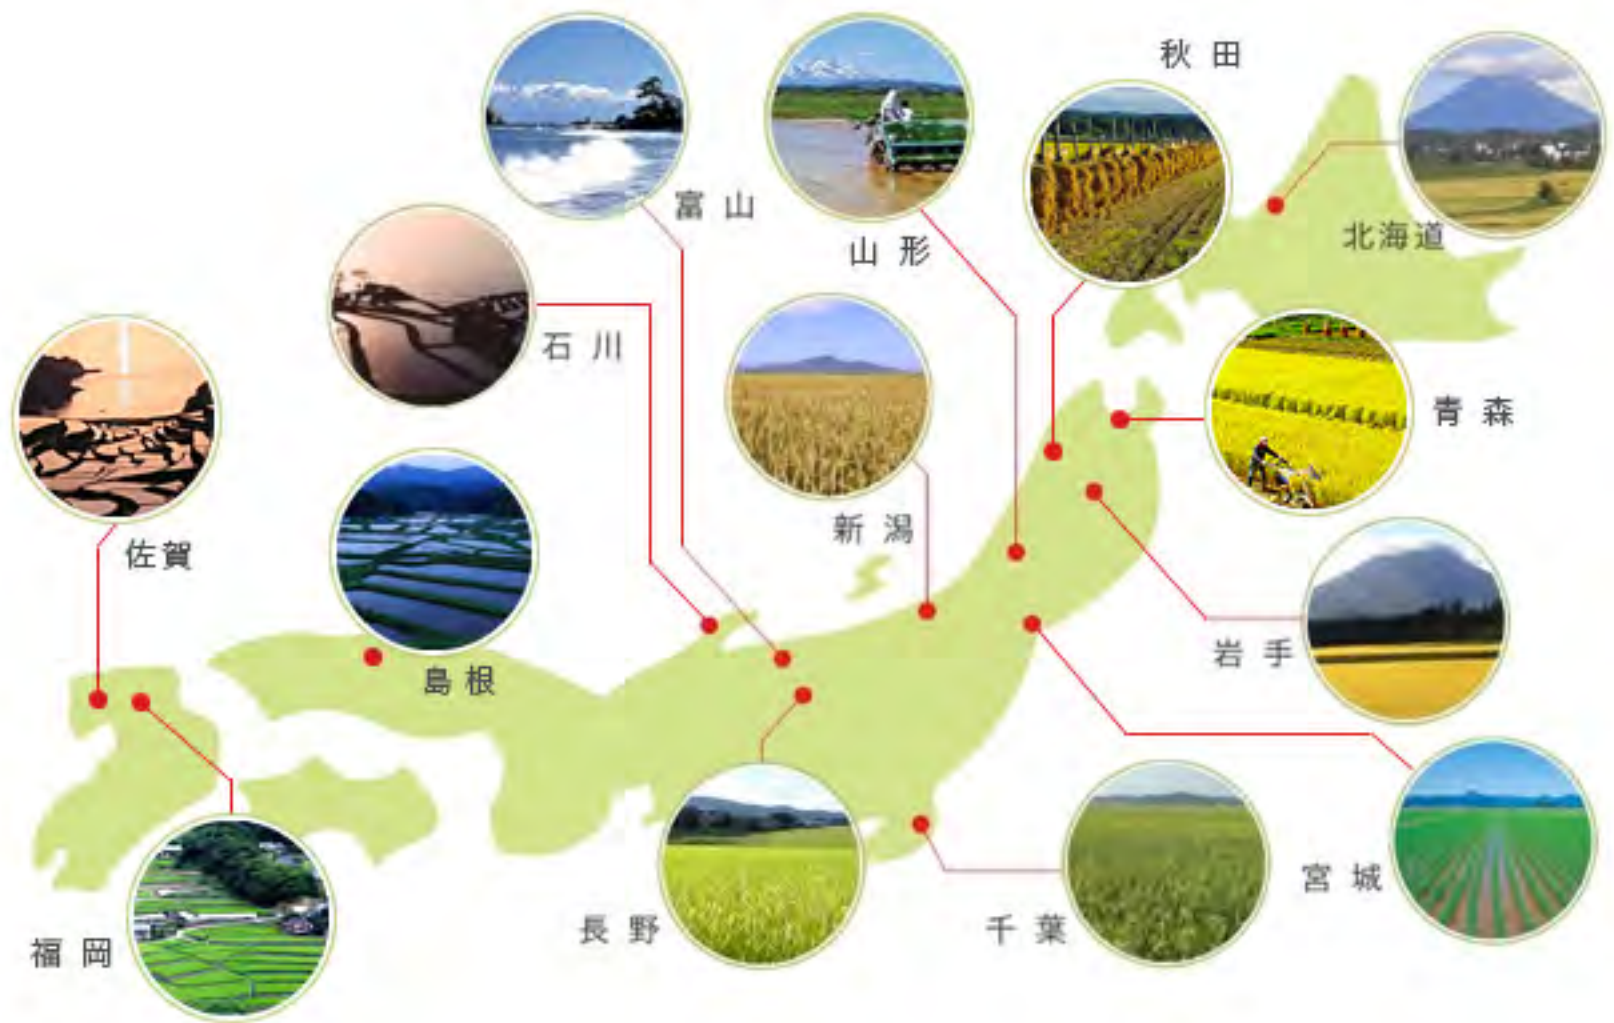 秋田
富山
山形
北海道
石川
青森
新潟
佐賀
岩手
島根
宮城
長野
千葉
福岡